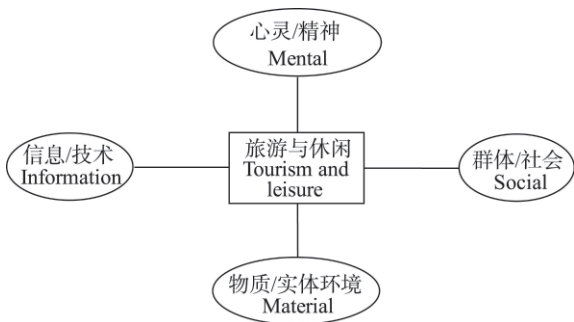 心灵/精神
Mental
信息/技术
Information
旅游与休闲
Tourism and
leisure
群体/社会
Social
物质/实体环境
Material